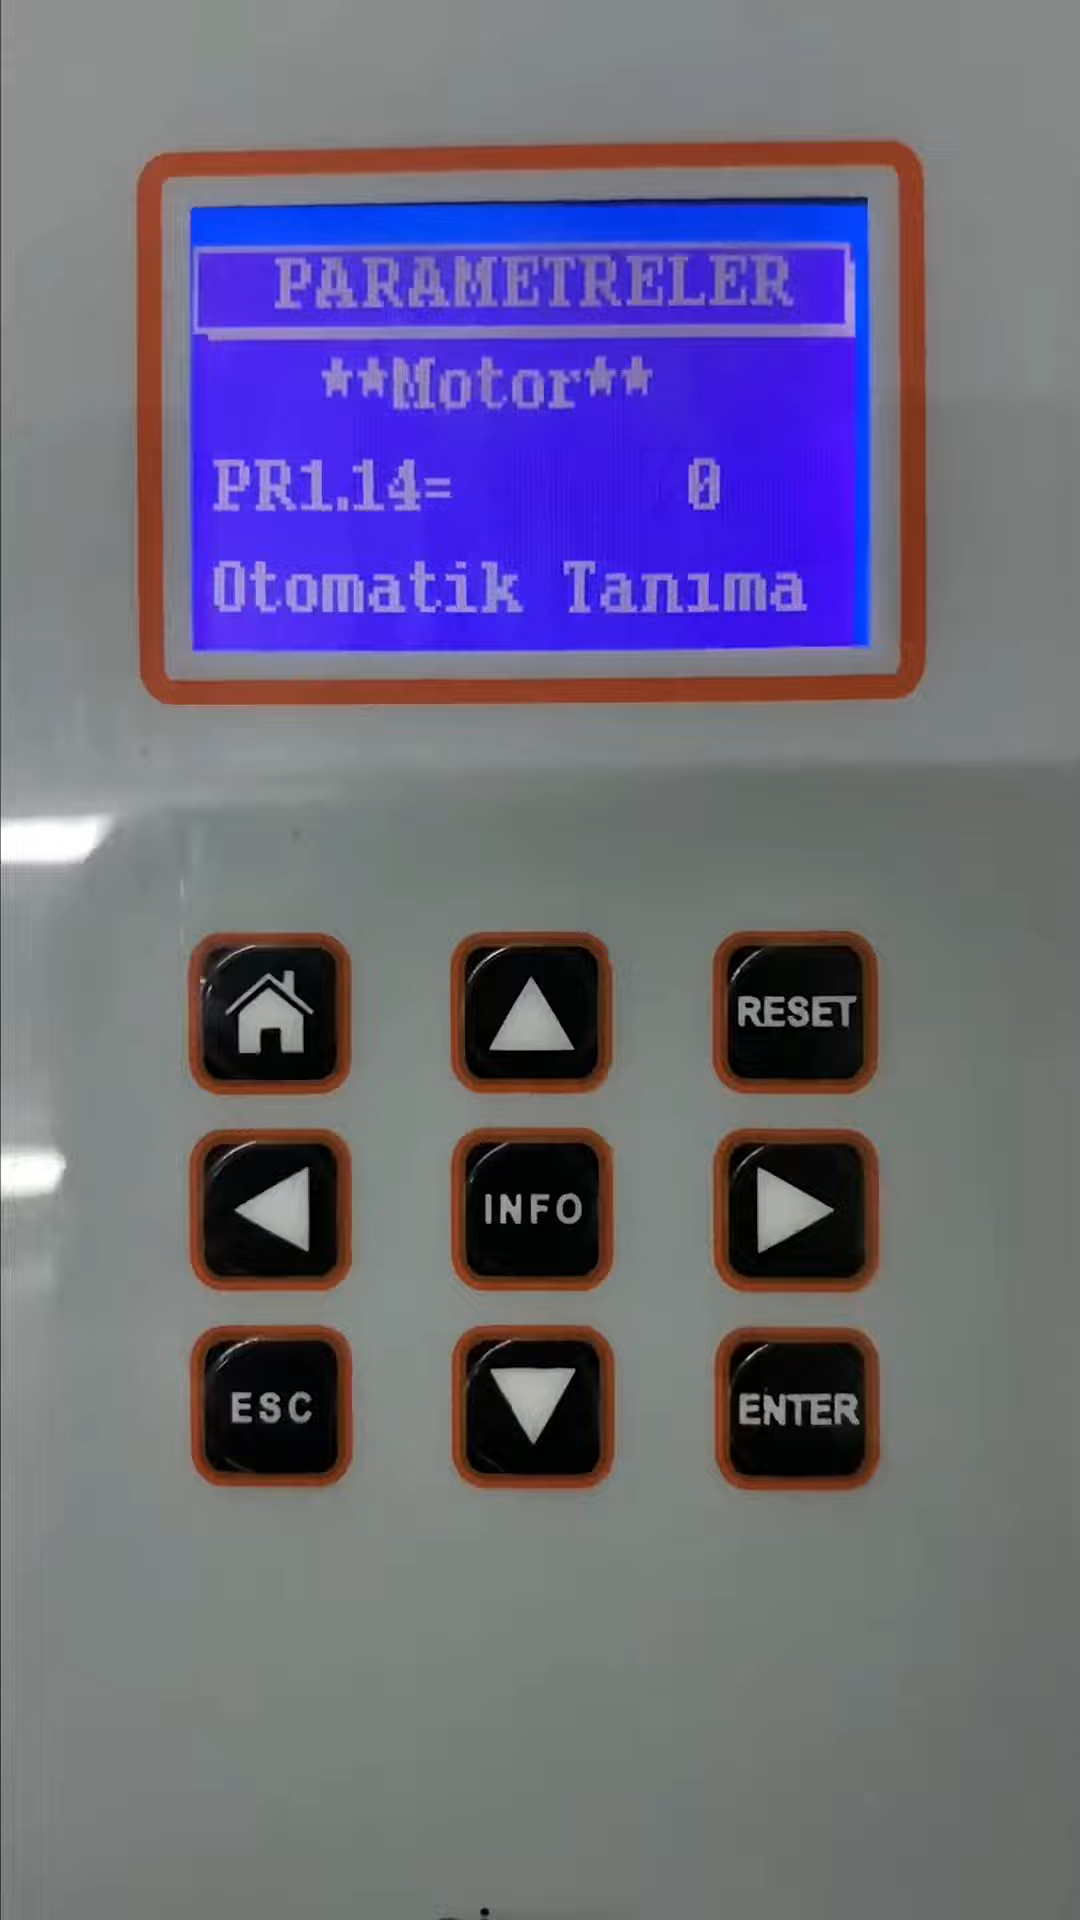 PARAMETRELER
**Motor**
PR1.14= 0
Otomatik Tanıma
RESET
INFO
ESC
ENTER